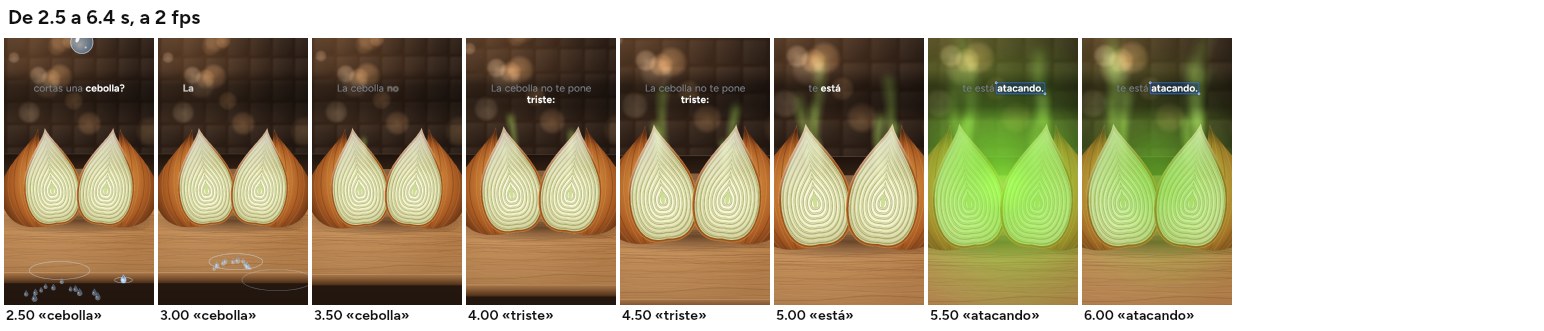 De 2.5 a 6.4 s, a 2 fps
cortas una cebolla?
La
La cebolla no
La cebolla no te pone
triste:
La cebolla no te pone
triste:
te está
te está atacando.
te está atacando.
2.50 «cebolla»
3.00 «cebolla»
3.50 «cebolla»
4.00 «triste»
4.50 «triste»
5.00 «está»
5.50 «atacando»
6.00 «atacando»